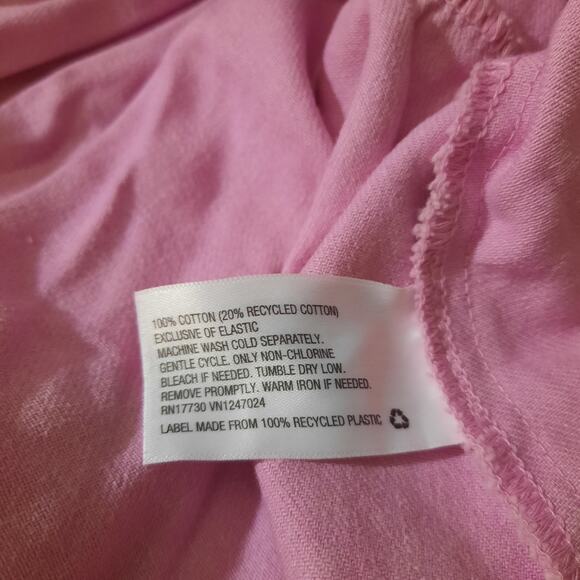 100% COTTON (20% RECYCLED COTTON)
EXCLUSIVE OF ELASTIC
MACHINE WASH COLD SEPARATELY.
GENTLE CYCLE. ONLY NON-CHLORINE
BLEACH IF NEEDED. TUMBLE DRY LOW.
REMOVE PROMPTLY. WARM IRON IF NEEDED.
RN17730 VN1247024
LABEL MADE FROM 100% RECYCLED PLASTIC